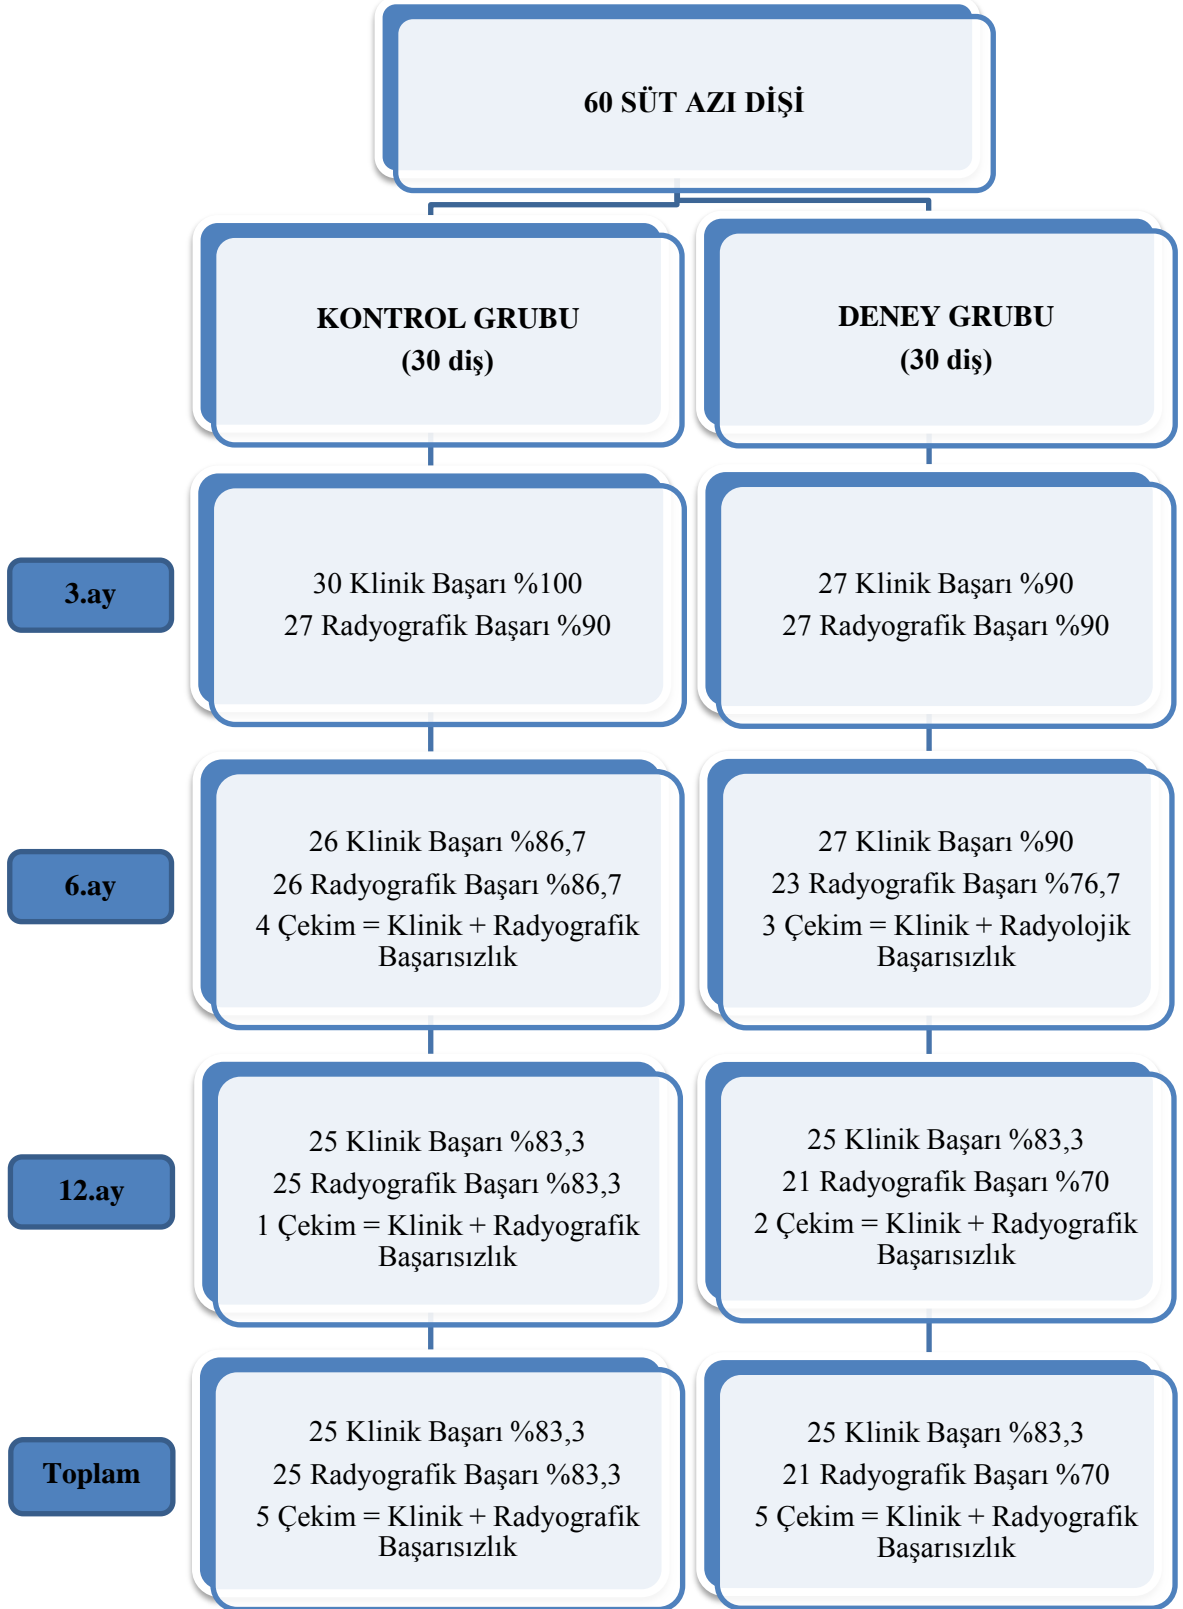 60 SÜT AZI DİŞİ
KONTROL GRUBU
(30 diş)
DENEY GRUBU
(30 diş)
3.ay
30 Klinik Başarı %100
27 Radyografik Başarı %90
27 Klinik Başarı %90
27 Radyografik Başarı %90
6.ay
26 Klinik Başarı %86,7
26 Radyografik Başarı %86,7
4 Çekim = Klinik + Radyografik
Başarısızlık
27 Klinik Başarı %90
23 Radyografik Başarı %76,7
3 Çekim = Klinik + Radyolojik
Başarısızlık
12.ay
25 Klinik Başarı %83,3
25 Radyografik Başarı %83,3
1 Çekim = Klinik + Radyografik
Başarısızlık
25 Klinik Başarı %83,3
21 Radyografik Başarı %70
2 Çekim = Klinik + Radyografik
Başarısızlık
Toplam
25 Klinik Başarı %83,3
25 Radyografik Başarı %83,3
5 Çekim = Klinik + Radyografik
Başarısızlık
25 Klinik Başarı %83,3
21 Radyografik Başarı %70
5 Çekim = Klinik + Radyografik
Başarısızlık